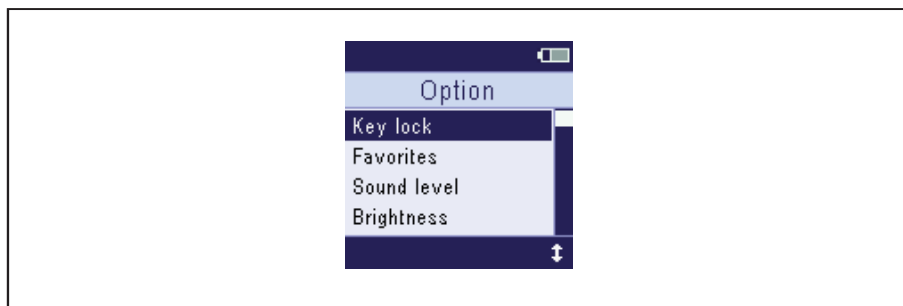 Option
Key lock
Favorites
Sound level
Brightness